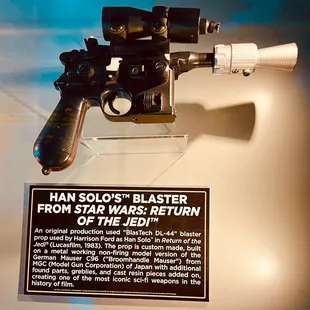 HAN SOLO'S™ BLASTER
FROM STAR WARS: RETURN
OF THE JEDI™
An original production used "BlasTech DL-44" blaster
prop used by Harrison Ford as Han Solo™ in Return of the
Jedi™ (Lucasfilm, 1983). The prop is custom made, built
on a metal working non-firing model version of the
German Mauser C96 ("Broomhandle Mauser") from
MGC (Model Gun Corporation) of Japan with additional
found parts, greblies, and cast resin pieces added on,
creating one of the most iconic sci-fi weapons in the
history of film.